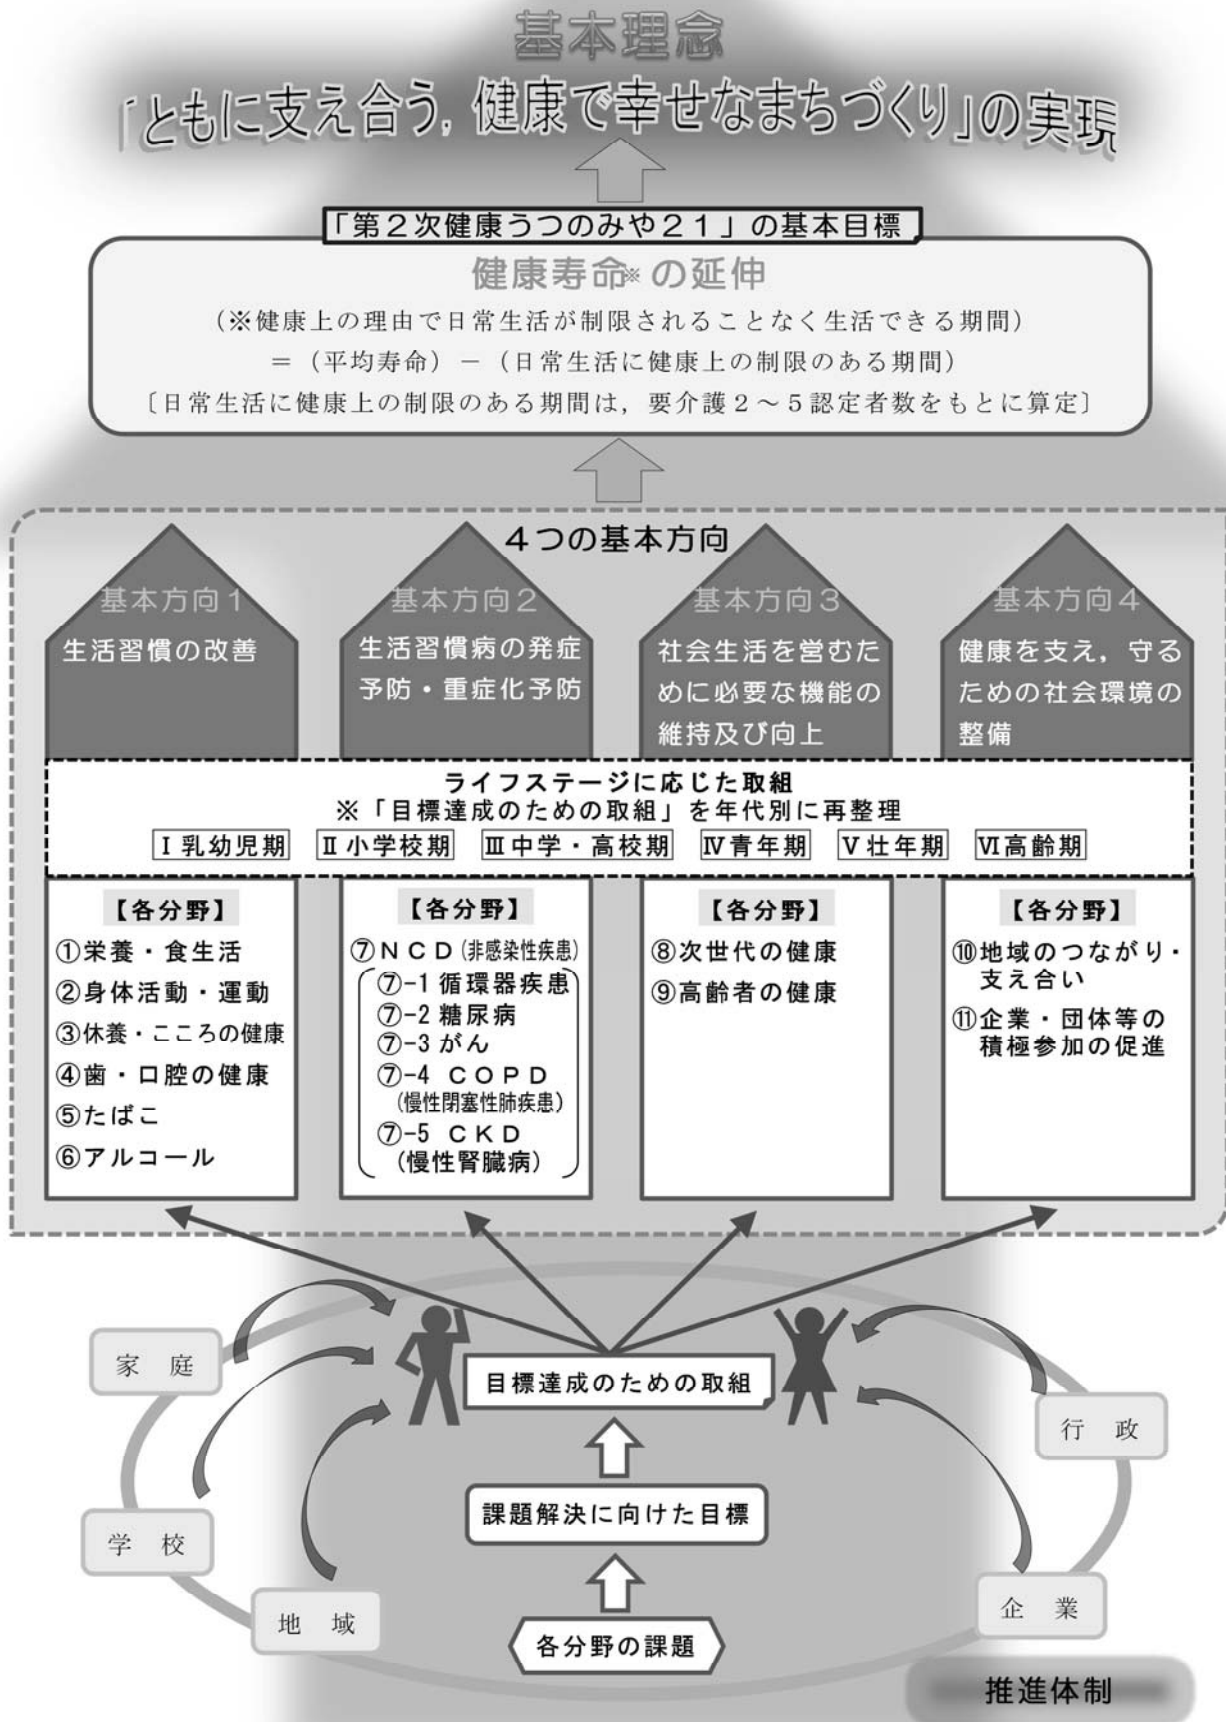 基本理念
「ともに支え合う，健康で幸せなまちづくり」の実現
「第２次健康うつのみや２１」の基本目標
健康寿命※の延伸
（※健康上の理由で日常生活が制限されることなく生活できる期間）
＝（平均寿命）－（日常生活に健康上の制限のある期間）
〔日常生活に健康上の制限のある期間は，要介護２～５認定者数をもとに算定〕
４つの基本方向
基本方向１
生活習慣の改善
基本方向２
生活習慣病の発症
予防・重症化予防
基本方向３
社会生活を営むた
めに必要な機能の
維持及び向上
基本方向４
健康を支え，守る
ための社会環境の
整備
ライフステージに応じた取組
※「目標達成のための取組」を年代別に再整理
Ⅰ乳幼児期 Ⅱ小学校期 Ⅲ中学・高校期 Ⅳ青年期 Ⅴ壮年期 Ⅵ高齢期
【各分野】
①栄養・食生活
②身体活動・運動
③休養・こころの健康
④歯・口腔の健康
⑤たばこ
⑥アルコール
【各分野】
⑦ＮＣＤ(非感染性疾患)
⑦-1 循環器疾患
⑦-2 糖尿病
⑦-3 がん
⑦-4 ＣＯＰＤ
(慢性閉塞性肺疾患)
⑦-5 ＣＫＤ
(慢性腎臓病)
【各分野】
⑧次世代の健康
⑨高齢者の健康
【各分野】
⑩地域のつながり・
支え合い
⑪企業・団体等の
積極参加の促進
家　庭
学　校
地　域
目標達成のための取組
課題解決に向けた目標
各分野の課題
行　政
企　業
推進体制